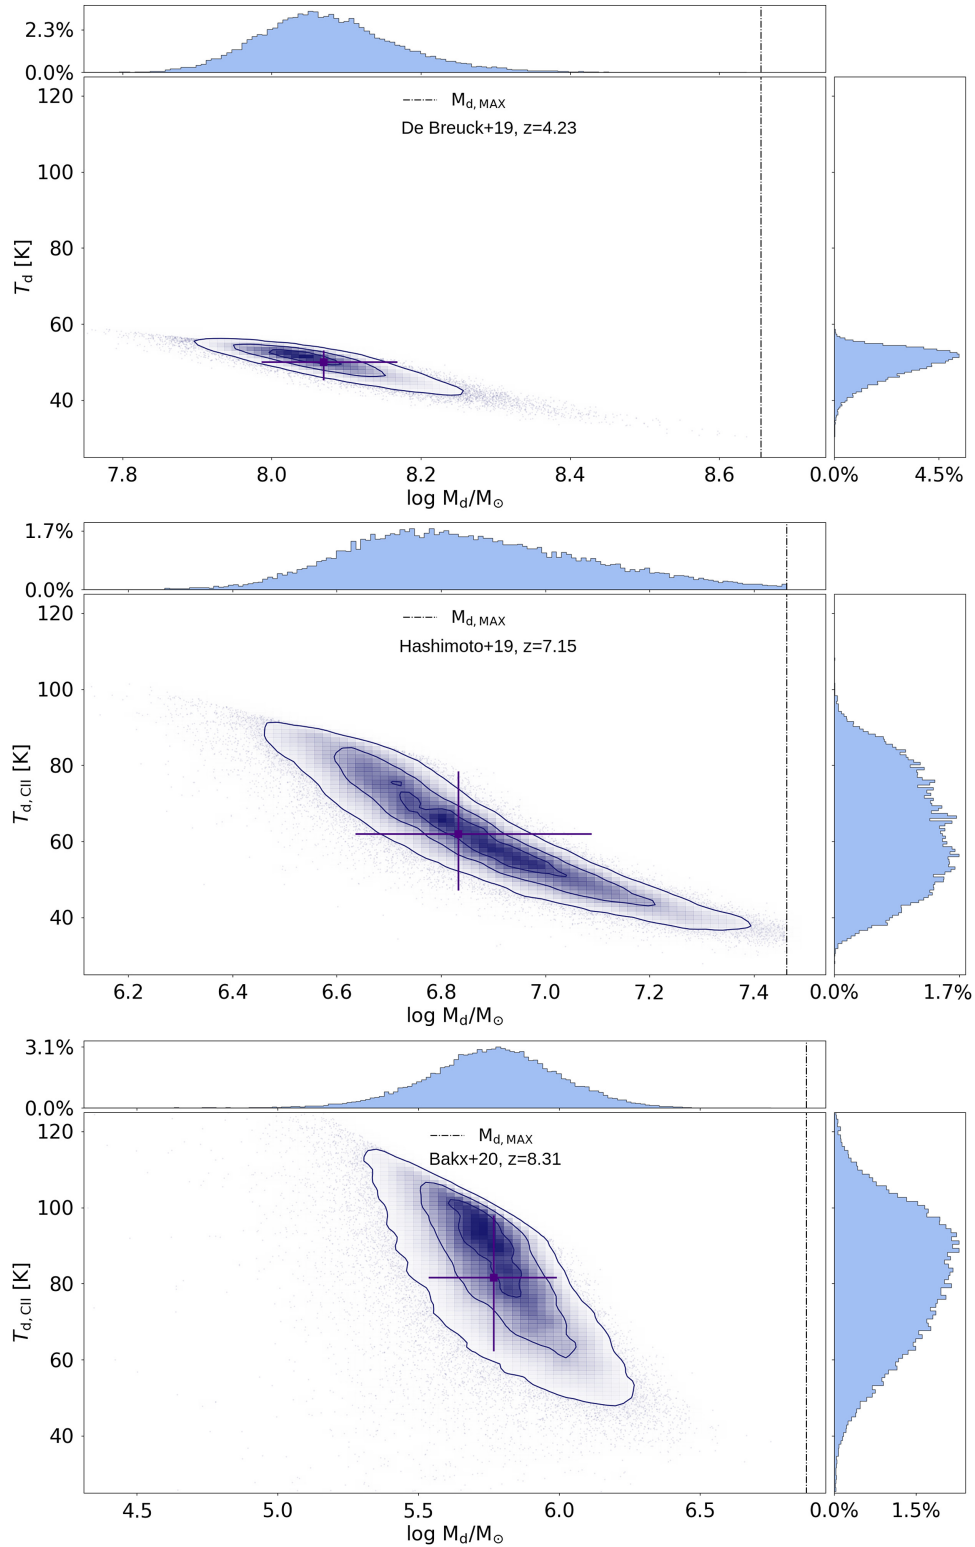 2.3%
0.0%
120
M_d, MAX
De Breuck+19, z=4.23
100
80
T_d [K]
60
40
7.8 8.0 8.2 8.4 8.6 0.0% 4.5%
log M_d/M_⊙
1.7%
0.0%
120
M_d, MAX
Hashimoto+19, z=7.15
100
80
T_d, CII [K]
60
40
6.2 6.4 6.6 6.8 7.0 7.2 7.4 0.0% 1.7%
log M_d/M_⊙
3.1%
0.0%
120
M_d, MAX
Bakx+20, z=8.31
100
80
T_d, CII [K]
60
40
4.5 5.0 5.5 6.0 6.5 0.0% 1.5%
log M_d/M_⊙